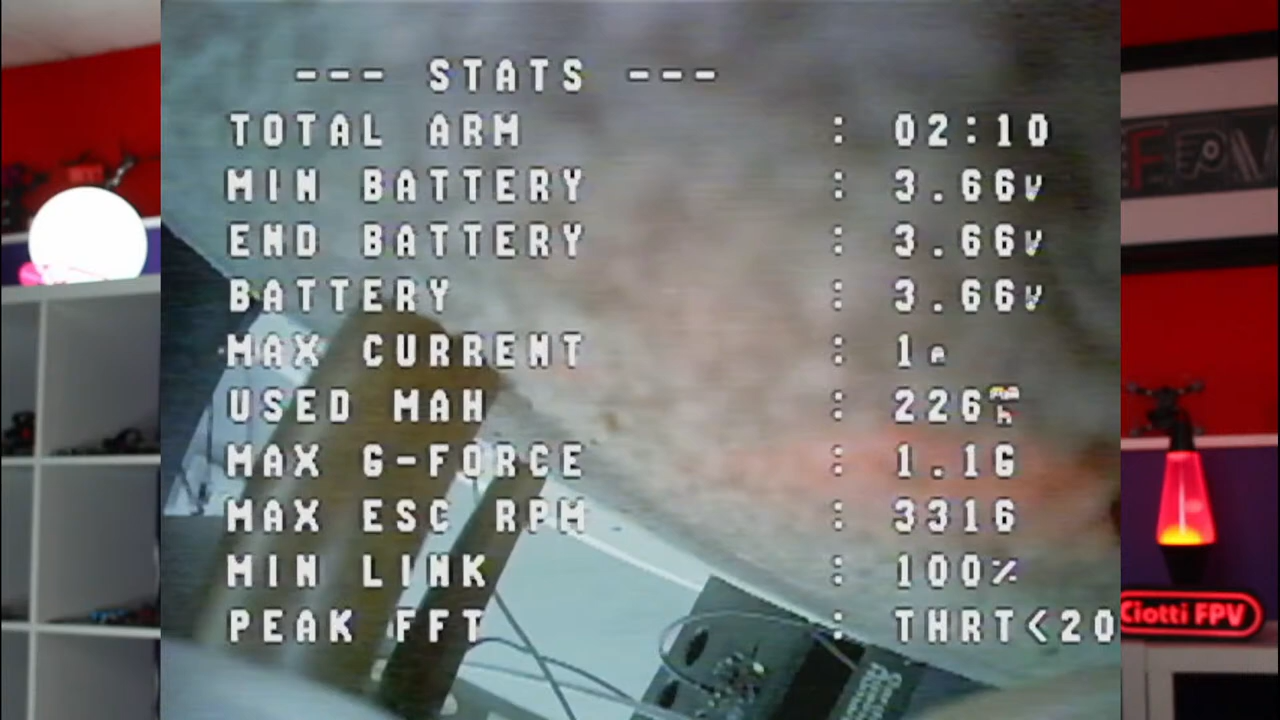 --- STATS ---
TOTAL ARM : 02:10
MIN BATTERY : 3.66V
END BATTERY : 3.66V
BATTERY : 3.66V
MAX CURRENT : 1A
USED MAH : 226mAh
MAX G-FORCE : 1.1G
MAX ESC RPM : 3316
MIN LINK : 100%
PEAK FFT : THRT<20
FPV
Ciotti FPV